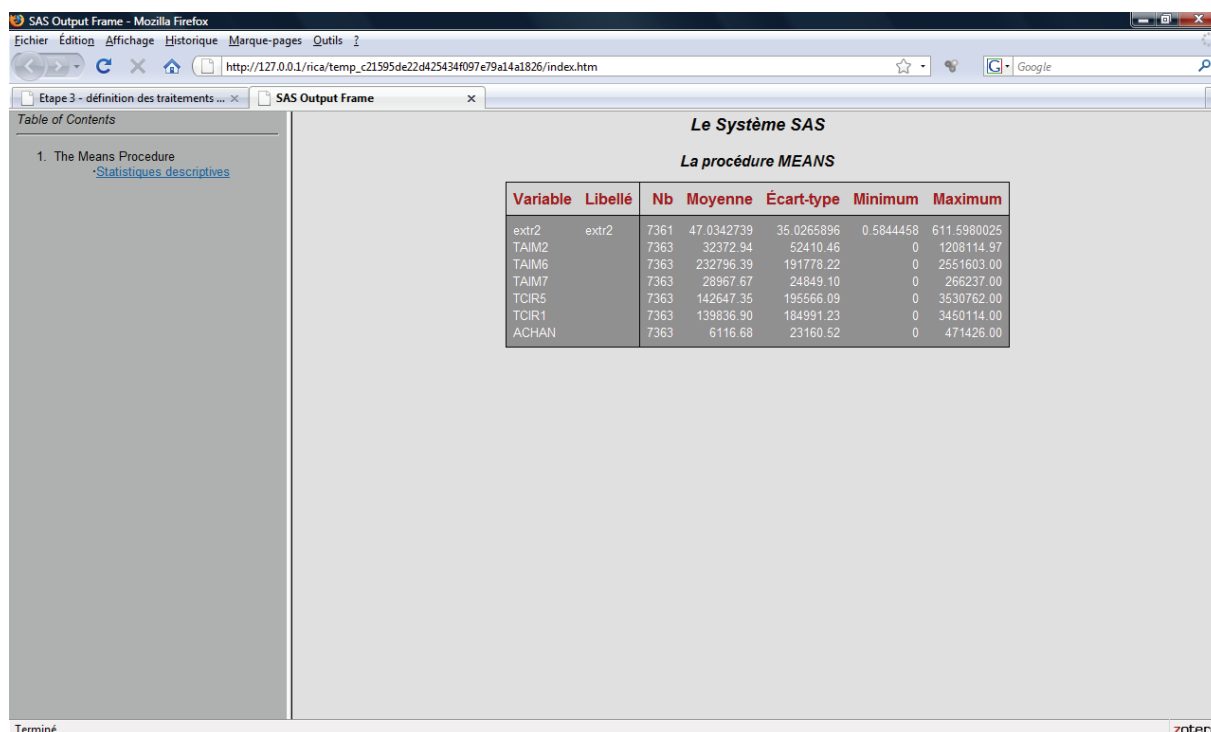 SAS Output Frame - Mozilla Firefox
Fichier Édition Affichage Historique Marque-pages Outils ?
http://127.0.0.1/rica/temp_c21595de22d425434f097e79a14a1826/index.htm
G Google
Etape 3 - définition des traitements ... SAS Output Frame
Table of Contents
1. The Means Procedure
·Statistiques descriptives
Le Système SAS
La procédure MEANS
Variable Libellé Nb Moyenne Écart-type Minimum Maximum
extr2 extr2 7361 47.0342739 35.0265896 0.5844458 611.5980025
TAIM2 7363 32372.94 52410.46 0 1208114.97
TAIM6 7363 232796.39 191778.22 0 2551603.00
TAIM7 7363 28967.67 24849.10 0 266237.00
TCIR5 7363 142647.35 195566.09 0 3530762.00
TCIR1 7363 139836.90 184991.23 0 3450114.00
ACHAN 7363 6116.68 23160.52 0 471426.00
Terminé
zoter